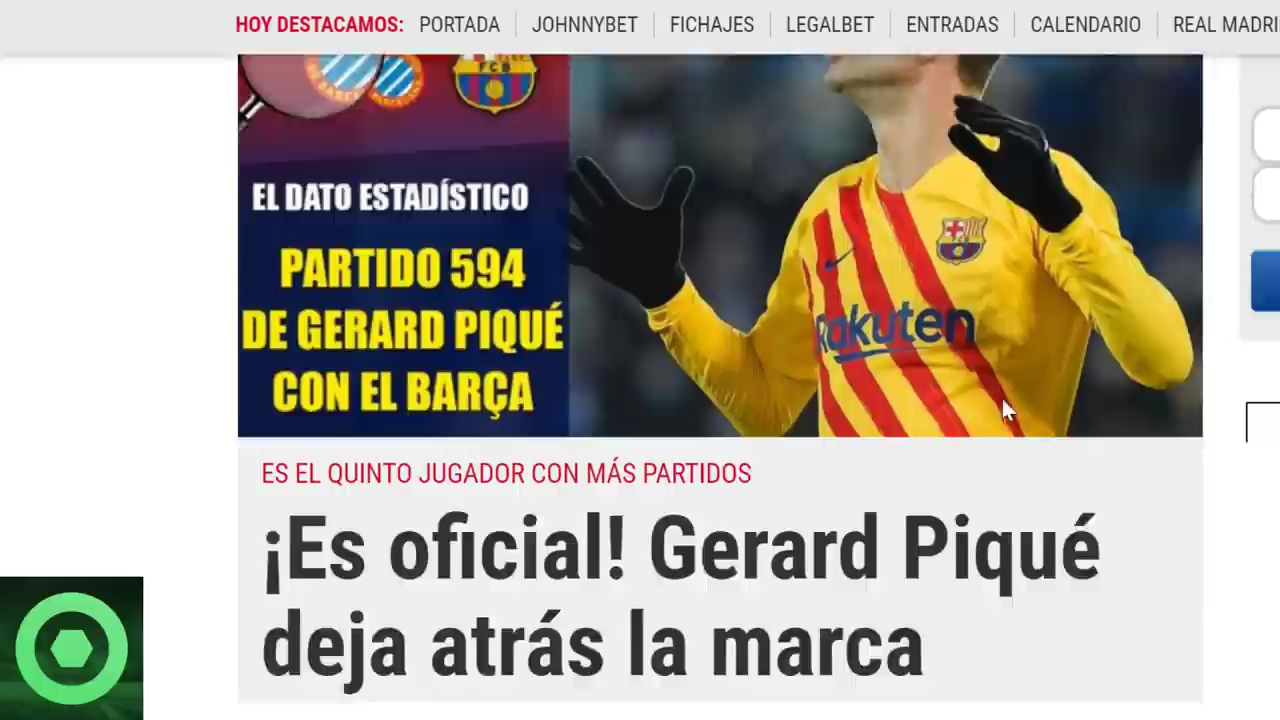 HOY DESTACAMOS: PORTADA JOHNNYBET FICHAJES LEGALBET ENTRADAS CALENDARIO REAL MADRI
FCB
EL DATO ESTADÍSTICO
PARTIDO 594
DE GERARD PIQUÉ
CON EL BARÇA
Rakuten
ES EL QUINTO JUGADOR CON MÁS PARTIDOS
¡Es oficial! Gerard Piqué
deja atrás la marca